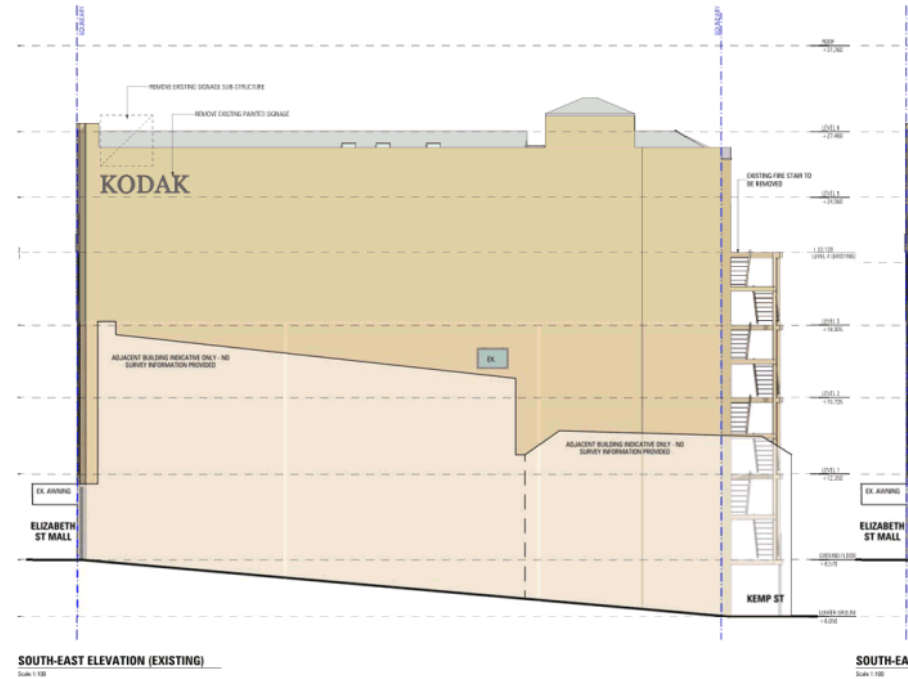 BOUNDARY
BOUNDARY
ROOF
REMOVE EXISTING SIGNAGE SUB-STRUCTURE
REMOVE EXISTING PAINTED SIGNAGE
LEVEL 6
KODAK
EXISTING FIRE STAIR TO
BE REMOVED
LEVEL 5
LEVEL 4 (EXISTING)
LEVEL 3
ADJACENT BUILDING INDICATIVE ONLY - NO
SURVEY INFORMATION PROVIDED
EX.
LEVEL 2
ADJACENT BUILDING INDICATIVE ONLY - NO
SURVEY INFORMATION PROVIDED
LEVEL 1
EX. AWNING
EX. AWNING
ELIZABETH
ST MALL
ELIZABETH
ST MALL
GROUND FLOOR
KEMP ST
LOWER GROUND
SOUTH-EAST ELEVATION (EXISTING)
Scale 1:100
SOUTH-EA
Scale 1:100